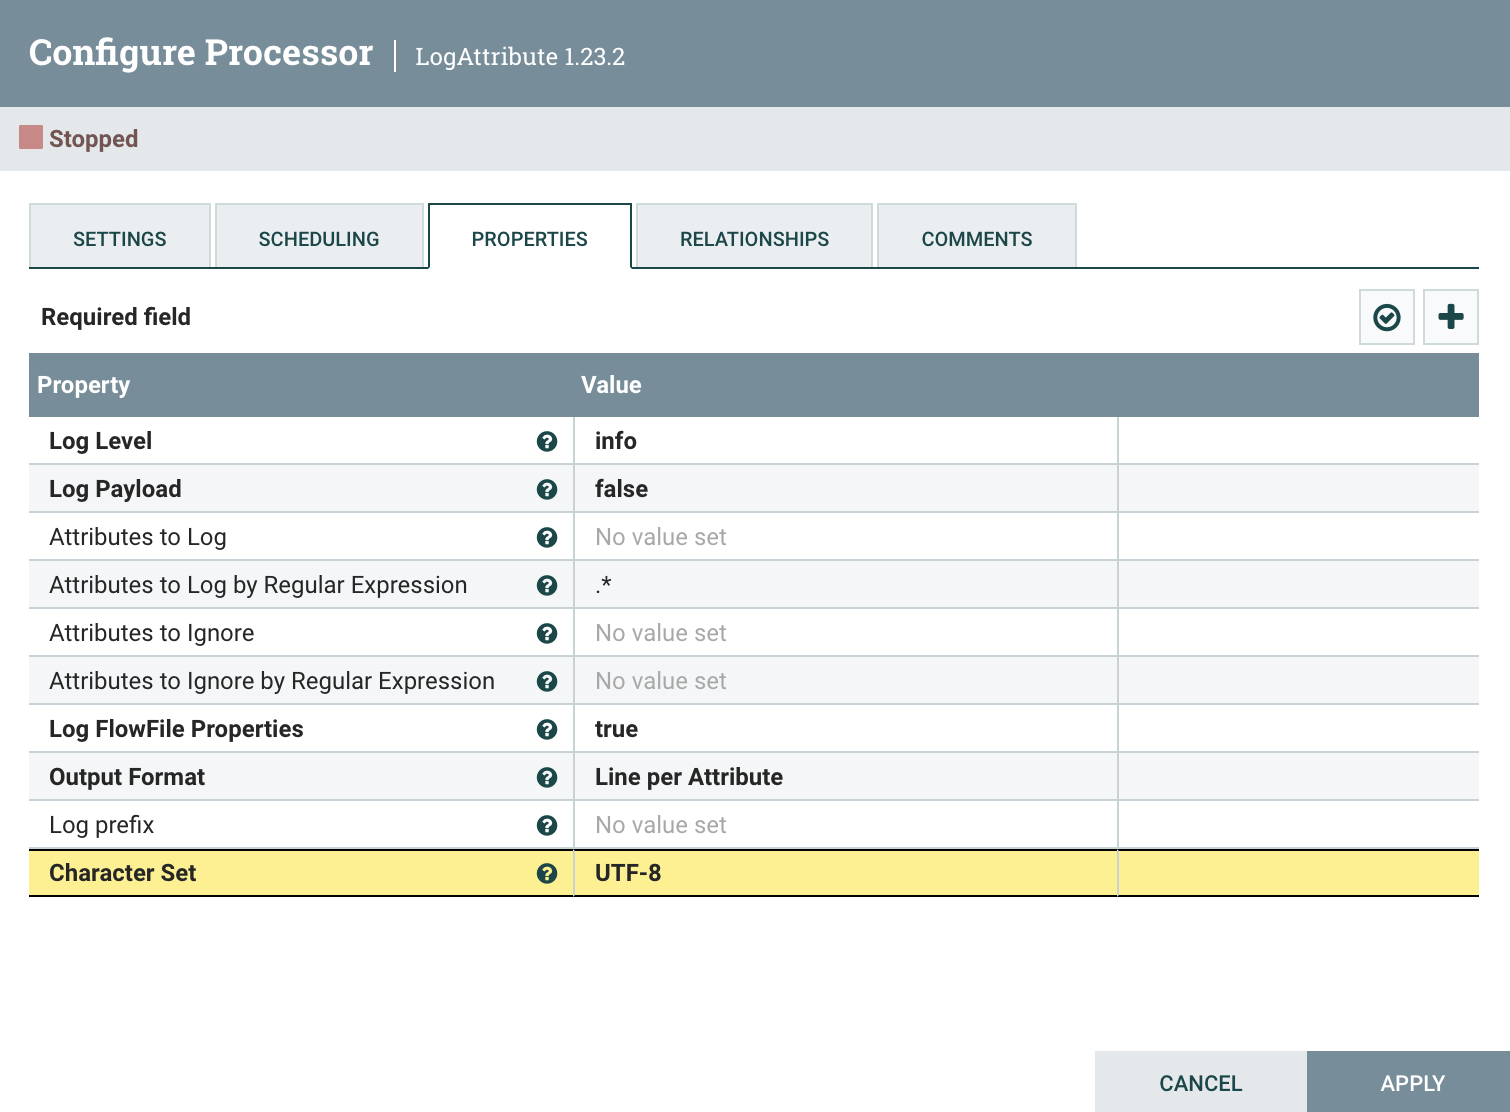 Configure Processor | LogAttribute 1.23.2
Stopped
SETTINGS SCHEDULING PROPERTIES RELATIONSHIPS COMMENTS
Required field
Property Value
Log Level ? info
Log Payload ? false
Attributes to Log ? No value set
Attributes to Log by Regular Expression ? .*
Attributes to Ignore ? No value set
Attributes to Ignore by Regular Expression ? No value set
Log FlowFile Properties ? true
Output Format ? Line per Attribute
Log prefix ? No value set
Character Set ? UTF-8
CANCEL APPLY